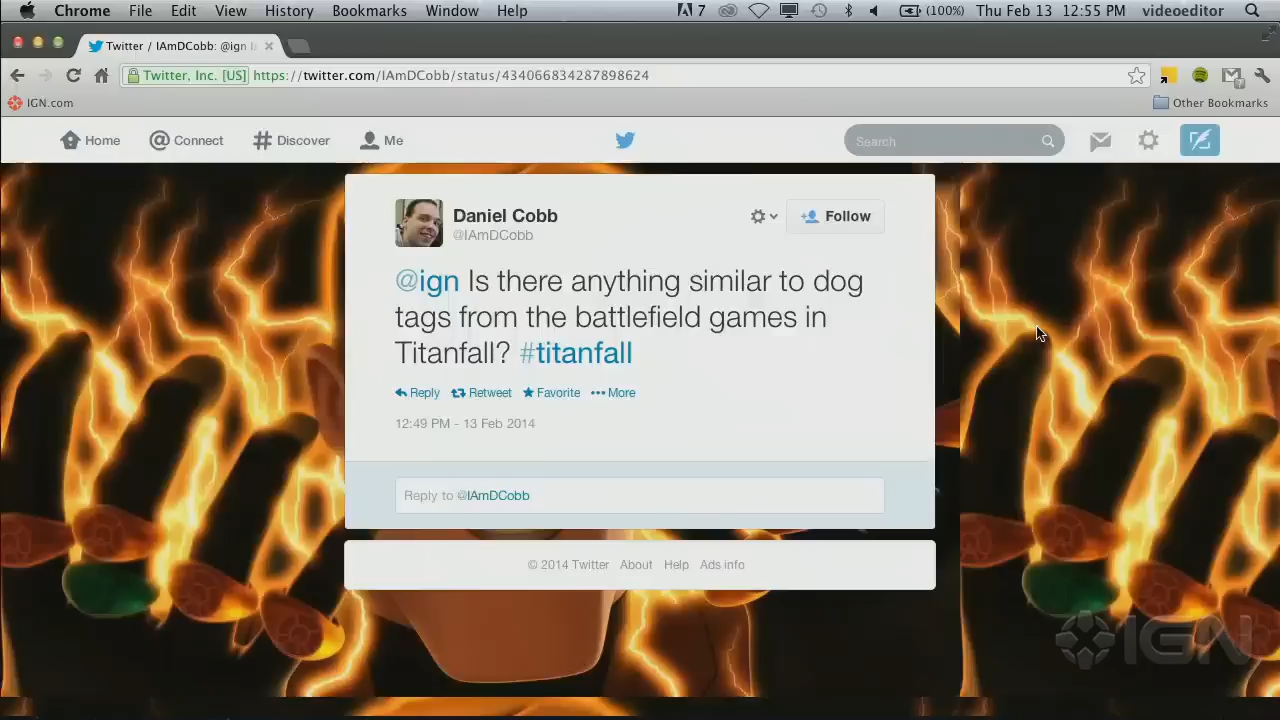 Chrome File Edit View History Bookmarks Window Help 7 (100%) Thu Feb 13 12:55 PM videoeditor
Twitter / IAmDCobb: @ign Is
Twitter, Inc. [US] https://twitter.com/IAmDCobb/status/434066834287898624
IGN.com Other Bookmarks
Home Connect Discover Me Search
Daniel Cobb
@IAmDCobb
Follow
@ign Is there anything similar to dog
tags from the battlefield games in
Titanfall? #titanfall
Reply Retweet Favorite More
12:49 PM - 13 Feb 2014
Reply to @IAmDCobb
© 2014 Twitter About Help Ads info
IGN